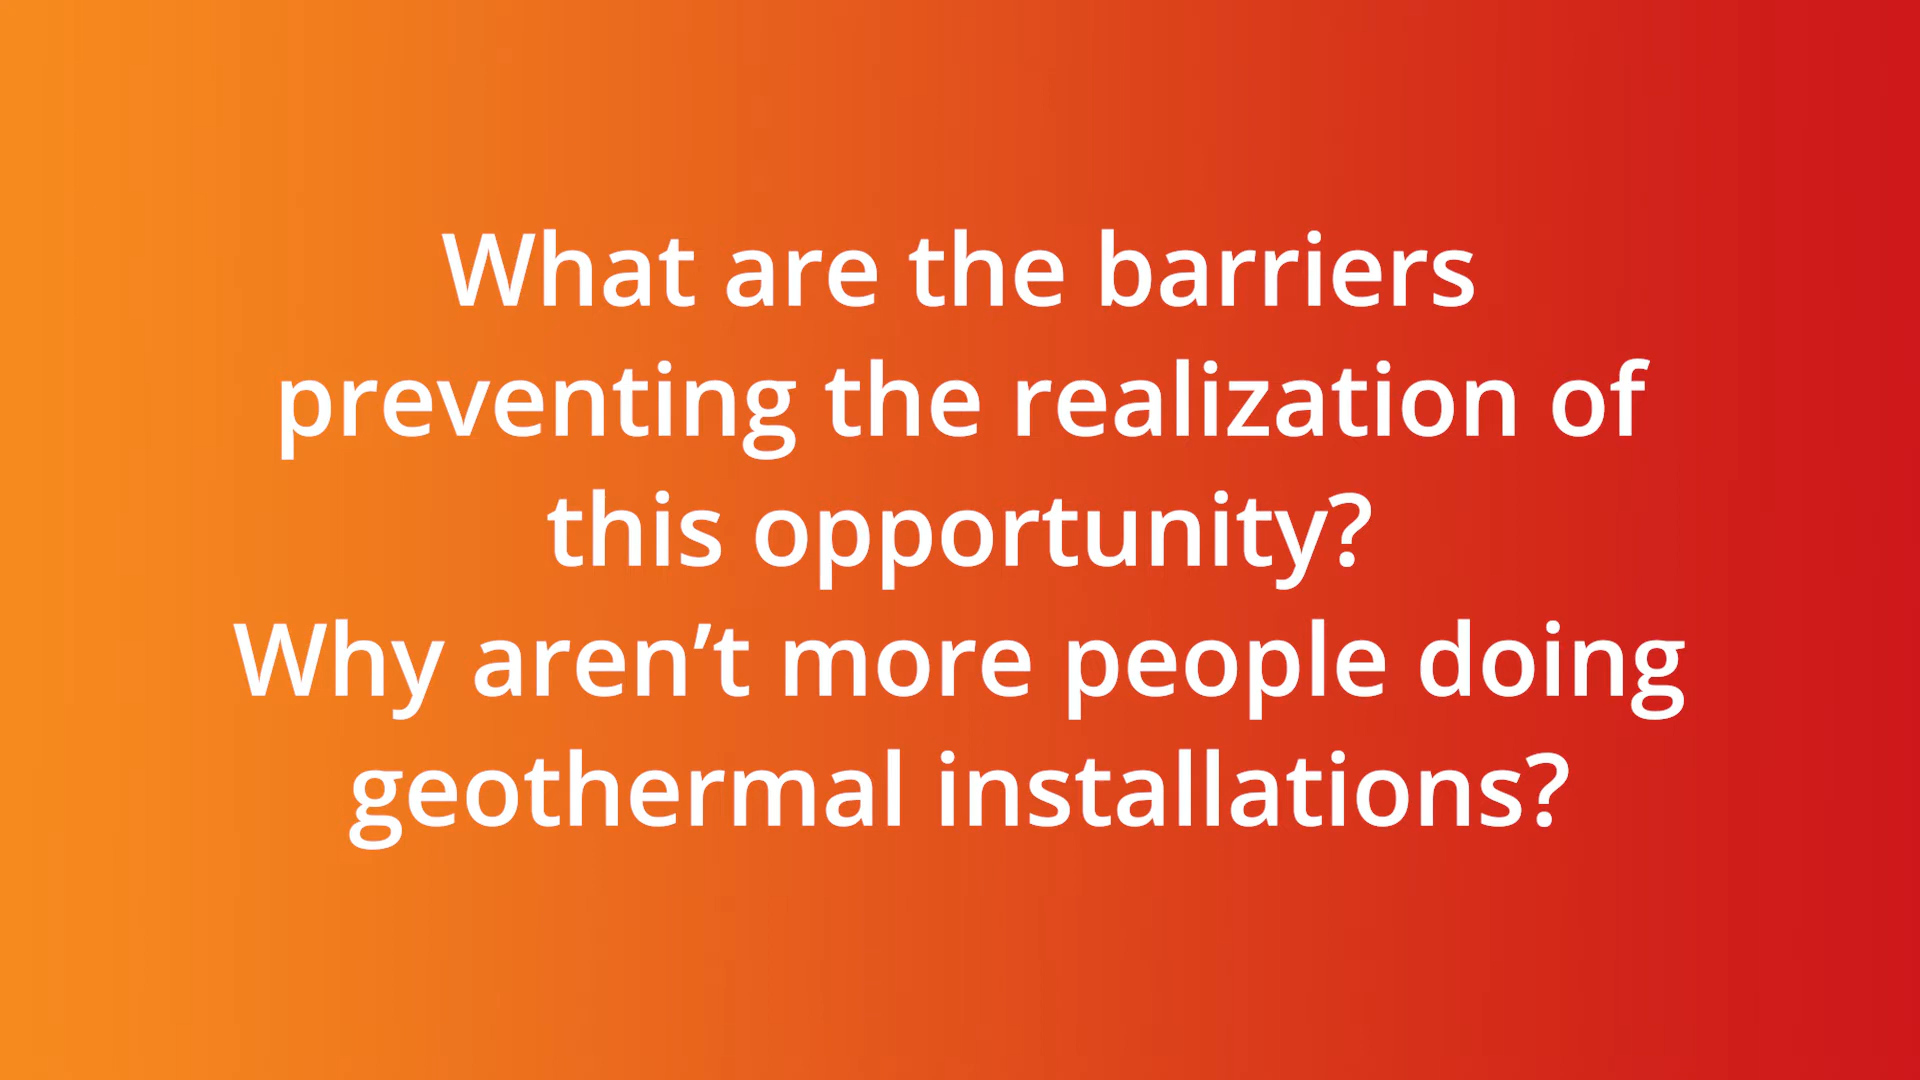 What are the barriers
preventing the realization of
this opportunity?
Why aren’t more people doing
geothermal installations?